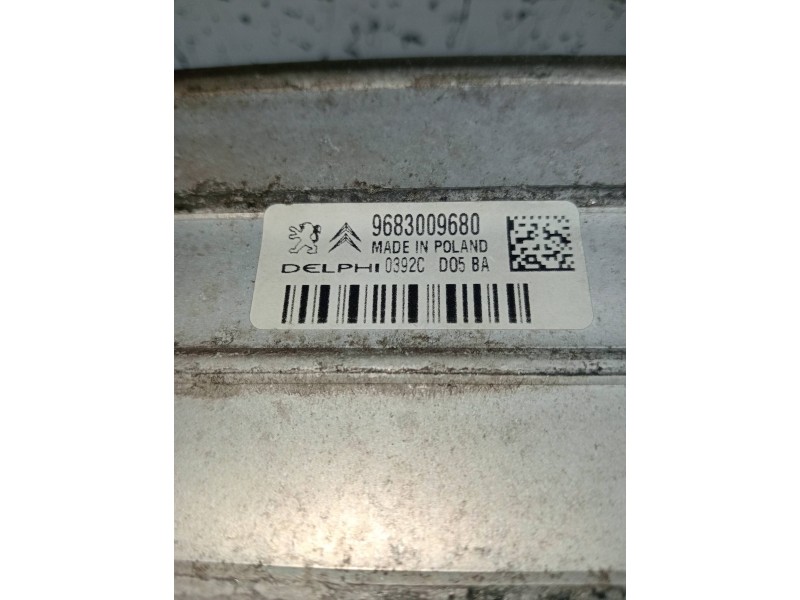 9683009680
MADE IN POLAND
DELPHI 0392C D05 BA